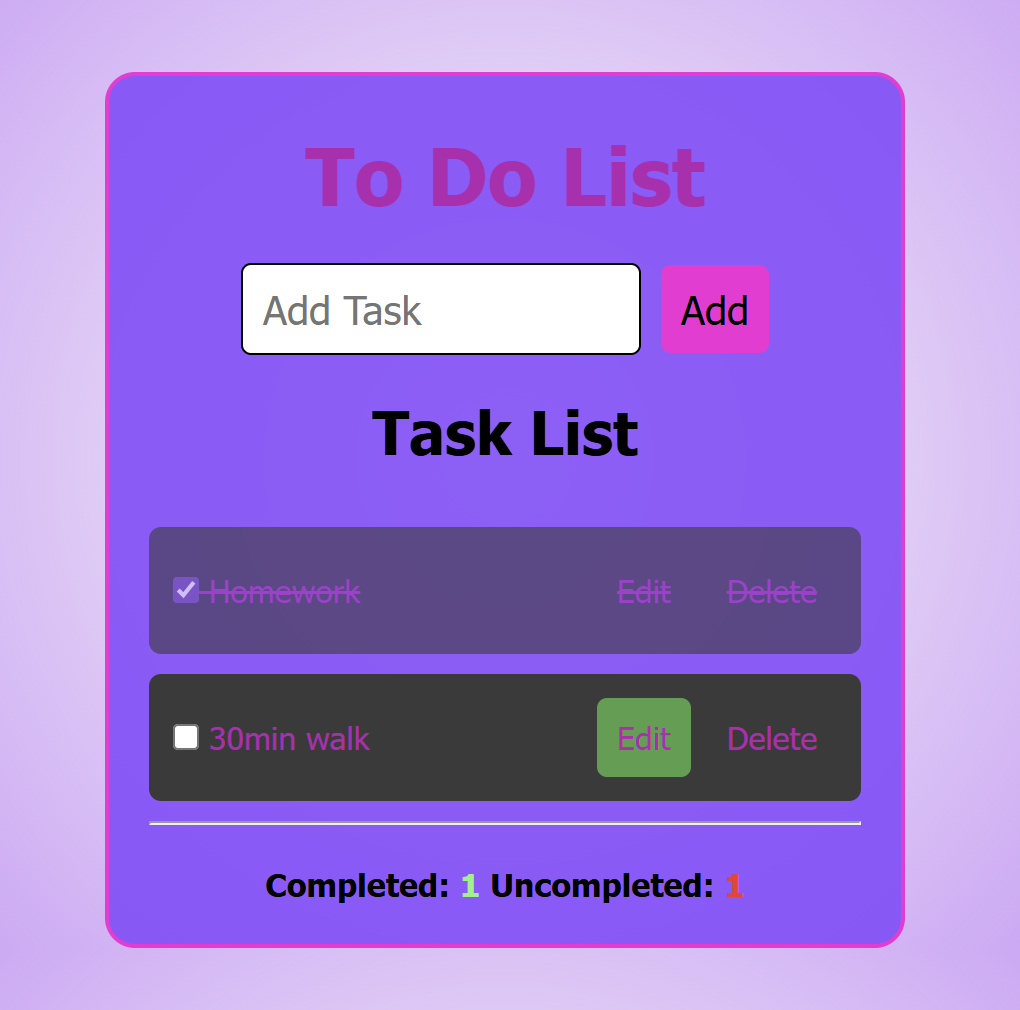 To Do List
Add Task Add
Task List
Homework Edit Delete
30min walk Edit Delete
Completed: 1 Uncompleted: 1